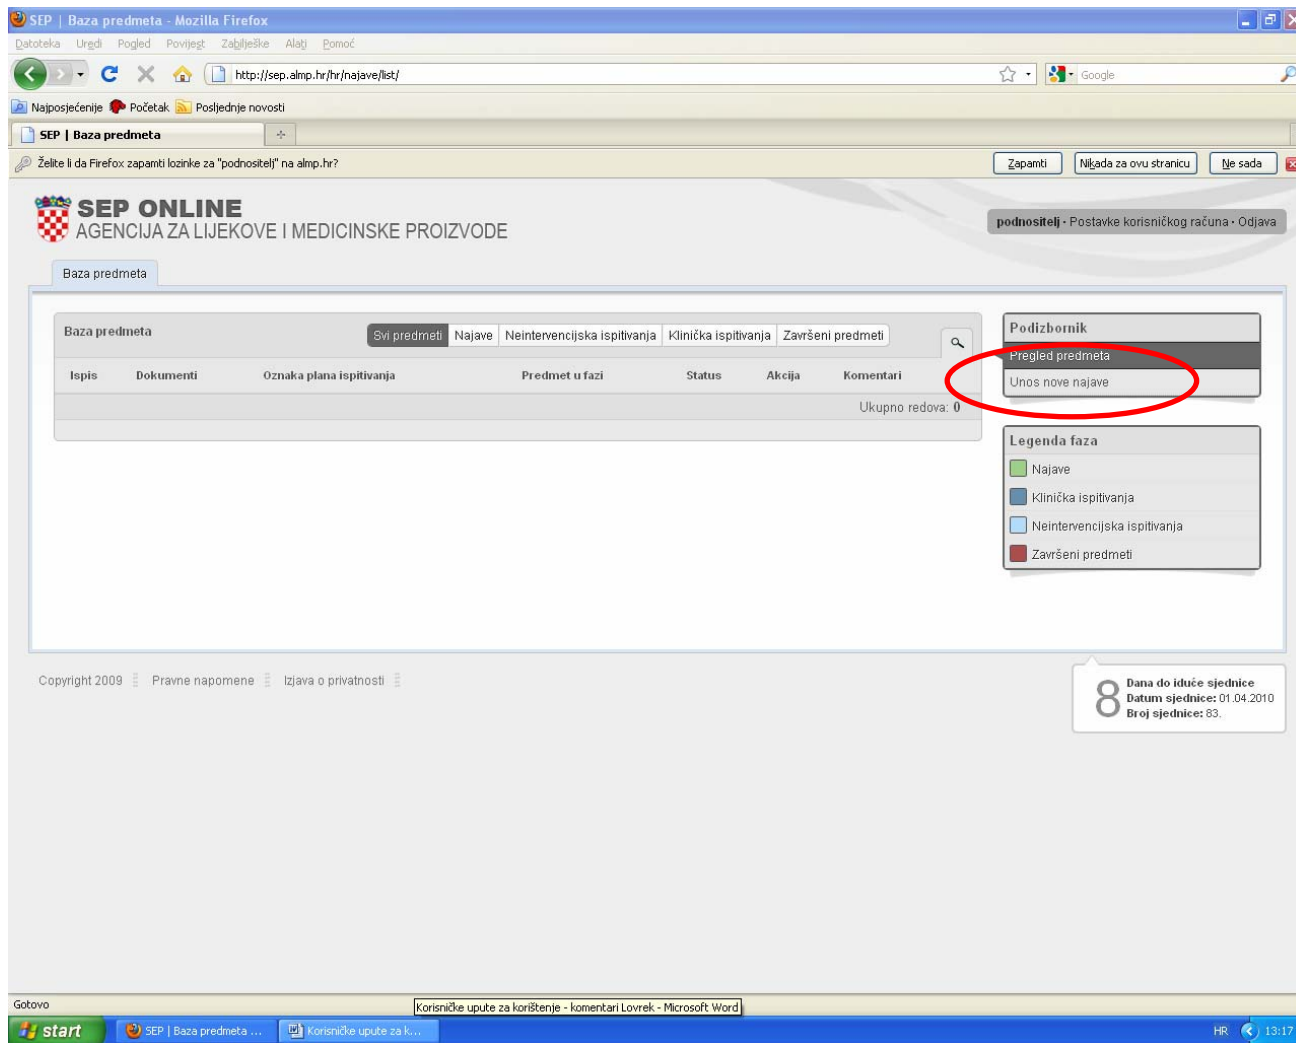 SEP | Baza predmeta - Mozilla Firefox
Datoteka Uredi Pogled Povijest Zabilješke Alati Pomoć
http://sep.almp.hr/hr/najave/list/
Google
Najposjećenije Početak Posljednje novosti
SEP | Baza predmeta
Želite li da Firefox zapamti lozinke za "podnositelj" na almp.hr?
Zapamti Nikada za ovu stranicu Ne sada
SEP ONLINE
AGENCIJA ZA LIJEKOVE I MEDICINSKE PROIZVODE
podnositelj • Postavke korisničkog računa • Odjava
Baza predmeta
Baza predmeta
Svi predmeti Najave Neintervencijska ispitivanja Klinička ispitivanja Završeni predmeti
Ispis Dokumenti Oznaka plana ispitivanja Predmet u fazi Status Akcija Komentari
Ukupno redova: 0
Podizbornik
Pregled predmeta
Unos nove najave
Legenda faza
Najave
Klinička ispitivanja
Neintervencijska ispitivanja
Završeni predmeti
Copyright 2009 Pravne napomene Izjava o privatnosti
8
Dana do iduće sjednice
Datum sjednice: 01.04.2010
Broj sjednice: 83.
Gotovo
Korisničke upute za korištenje - komentari Lovrek - Microsoft Word
start
SEP | Baza predmeta ...
Korisničke upute za k...
HR
13:17